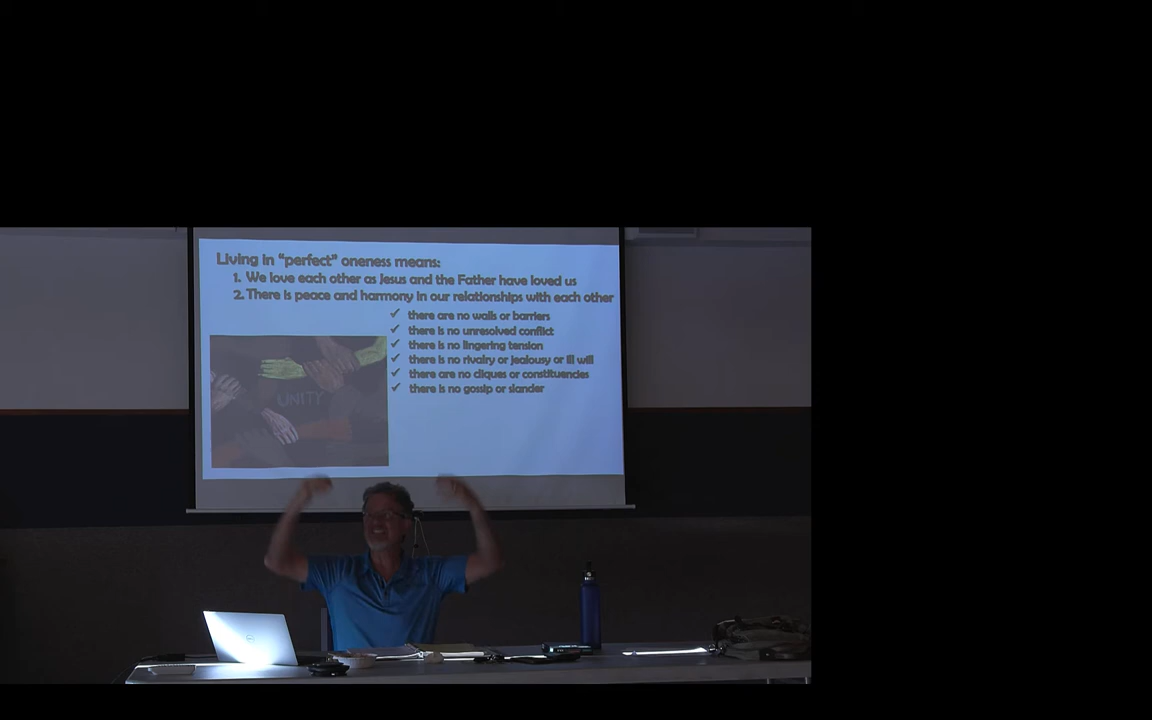 Living in "perfect" oneness means:
1. We love each other as Jesus and the Father have loved us
2. There is peace and harmony in our relationships with each other
✓ there are no walls or barriers
✓ there is no unresolved conflict
✓ there is no lingering tension
✓ there is no rivalry or jealousy or ill will
✓ there are no cliques or constituencies
✓ there is no gossip or slander
UNITY